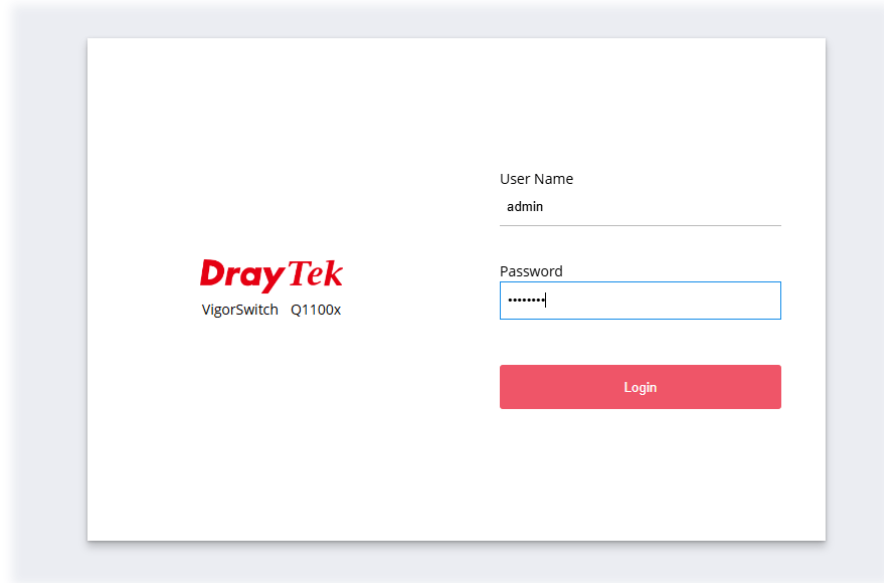 User Name
admin
DrayTek
VigorSwitch Q1100x
Password
••••••••
Login